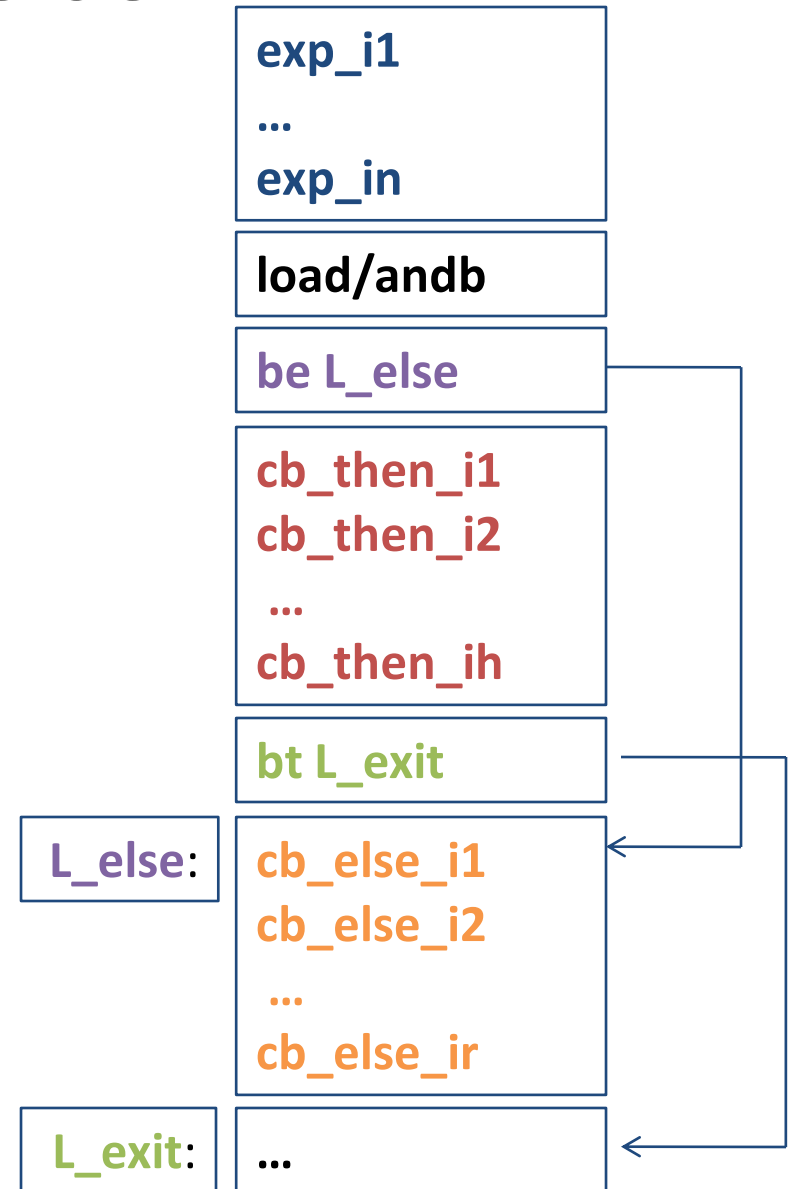 exp_i1
...
exp_in
load/andb
be L_else
cb_then_i1
cb_then_i2
...
cb_then_ih
bt L_exit
L_else: cb_else_i1
cb_else_i2
...
cb_else_ir
L_exit: ...